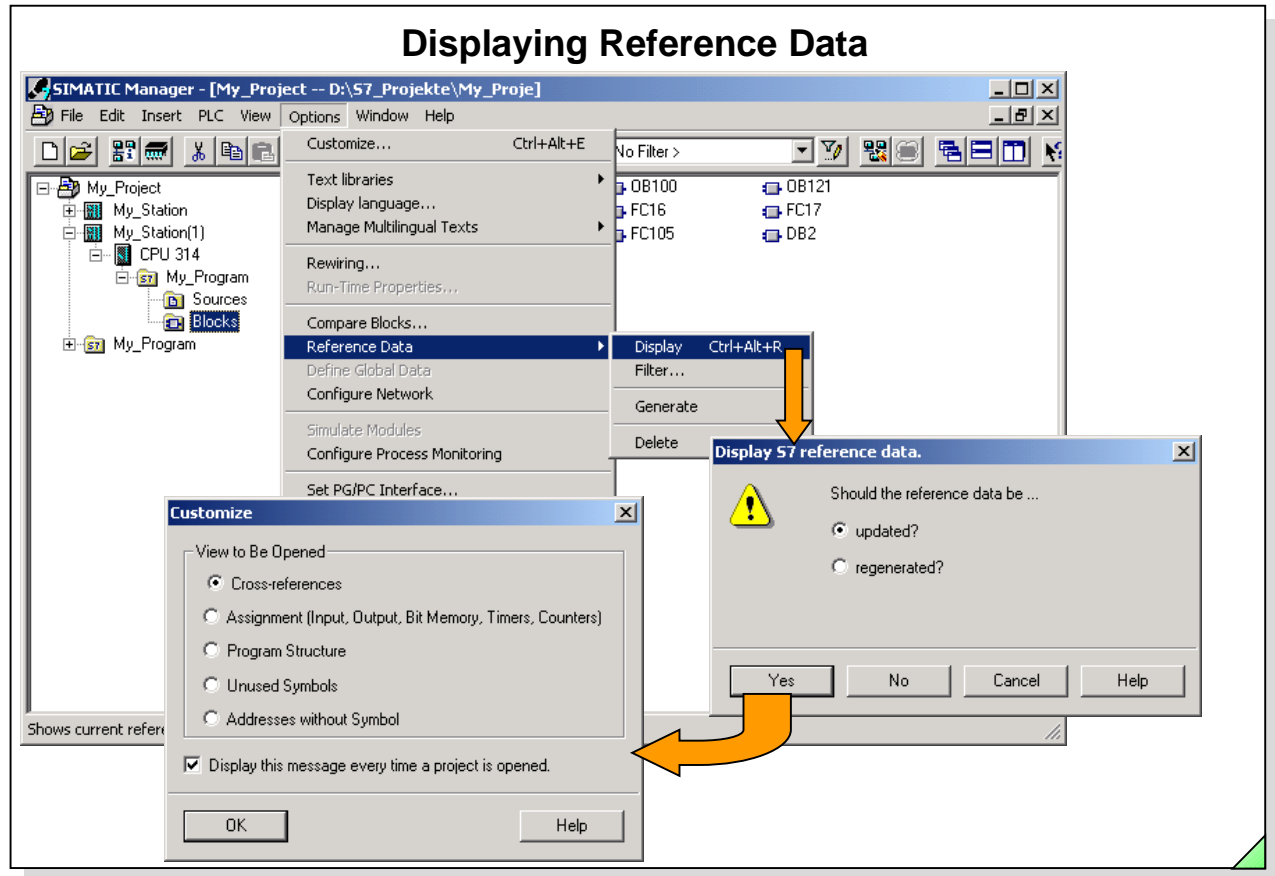 Displaying Reference Data
SIMATIC Manager - [My_Project -- D:\S7_Projekte\My_Proje]
File Edit Insert PLC View Options Window Help
Customize... Ctrl+Alt+E
No Filter >
Text libraries
Display language...
Manage Multilingual Texts
Rewiring...
Run-Time Properties...
Compare Blocks...
Reference Data
Define Global Data
Configure Network
Simulate Modules
Configure Process Monitoring
Set PG/PC Interface...
My_Project
My_Station
My_Station(1)
CPU 314
S7 My_Program
Sources
Blocks
S7 My_Program
OB100 OB121
FC16 FC17
FC105 DB2
Display Ctrl+Alt+R
Filter...
Generate
Delete
Display S7 reference data.
Should the reference data be ...
updated?
regenerated?
Yes No Cancel Help
Customize
View to Be Opened
Cross-references
Assignment (Input, Output, Bit Memory, Timers, Counters)
Program Structure
Unused Symbols
Addresses without Symbol
Display this message every time a project is opened.
OK Help
Shows current refere